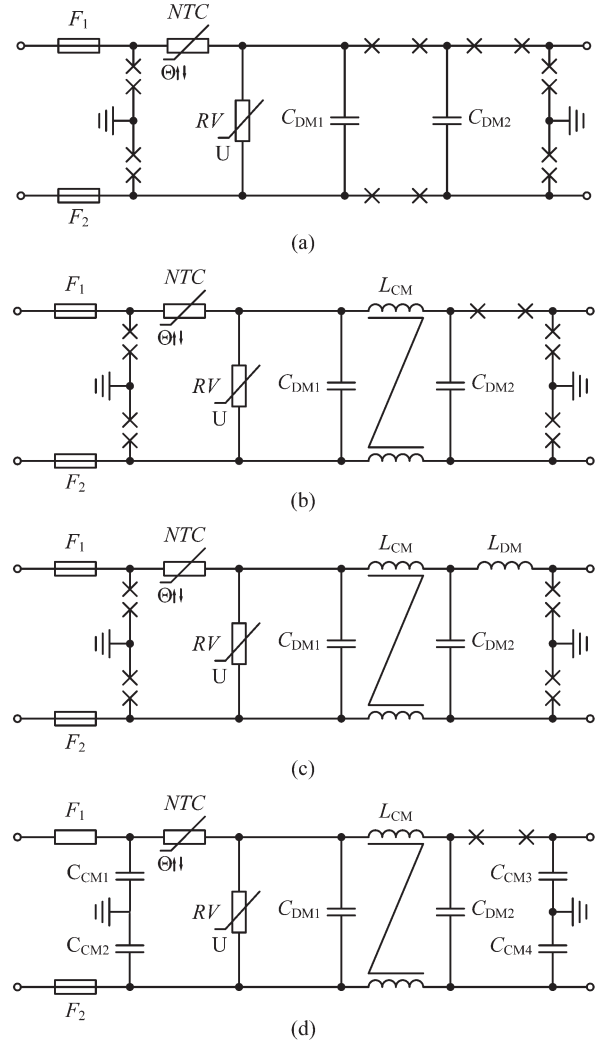 F1
NTC
Θ↑↓
RV
U
CDM1
CDM2
F2
(a)
F1
NTC
Θ↑↓
LCM
RV
U
CDM1
CDM2
F2
(b)
F1
NTC
Θ↑↓
LCM
LDM
RV
U
CDM1
CDM2
F2
(c)
F1
NTC
Θ↑↓
LCM
CCM1
CCM3
RV
U
CDM1
CDM2
CCM2
CCM4
F2
(d)